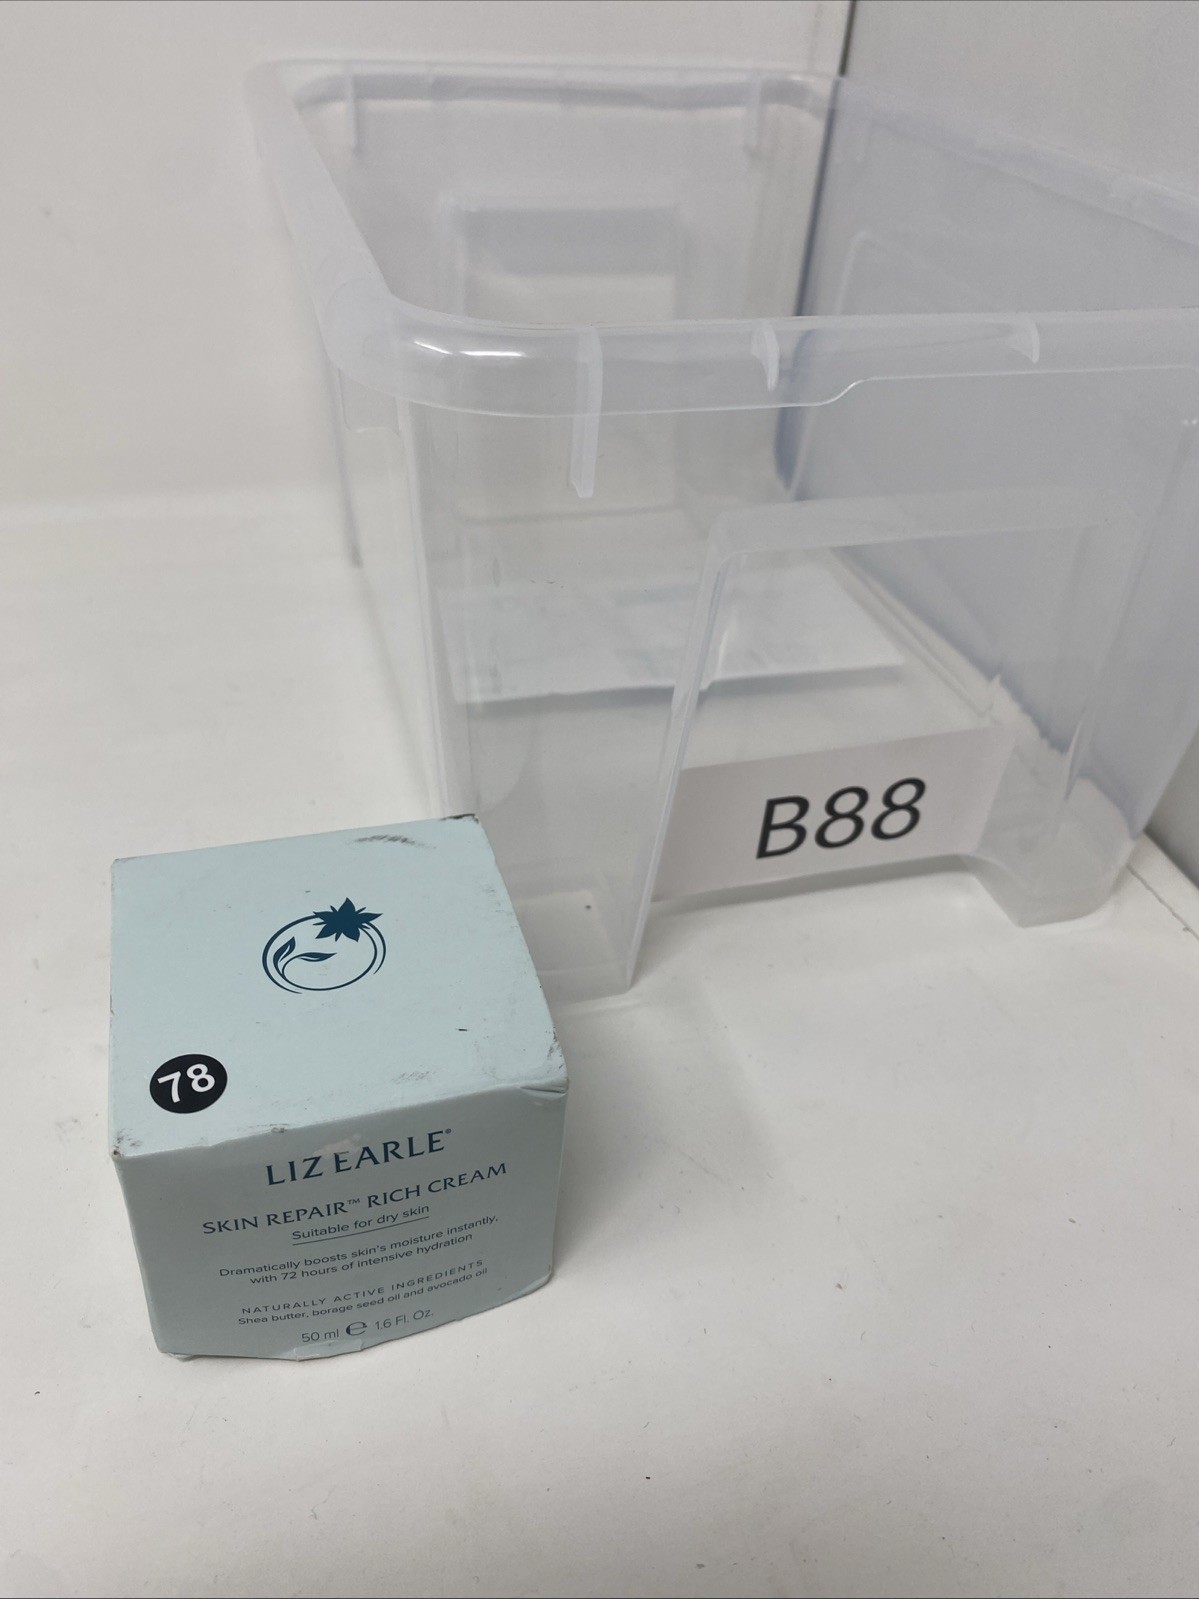 B88
78
LIZ EARLE®
SKIN REPAIR™ RICH CREAM
Suitable for dry skin
Dramatically boosts skin's moisture instantly,
with 72 hours of intensive hydration
NATURALLY ACTIVE INGREDIENTS
Shea butter, borage seed oil and avocado oil
50 ml ℮ 1.6 Fl. Oz.